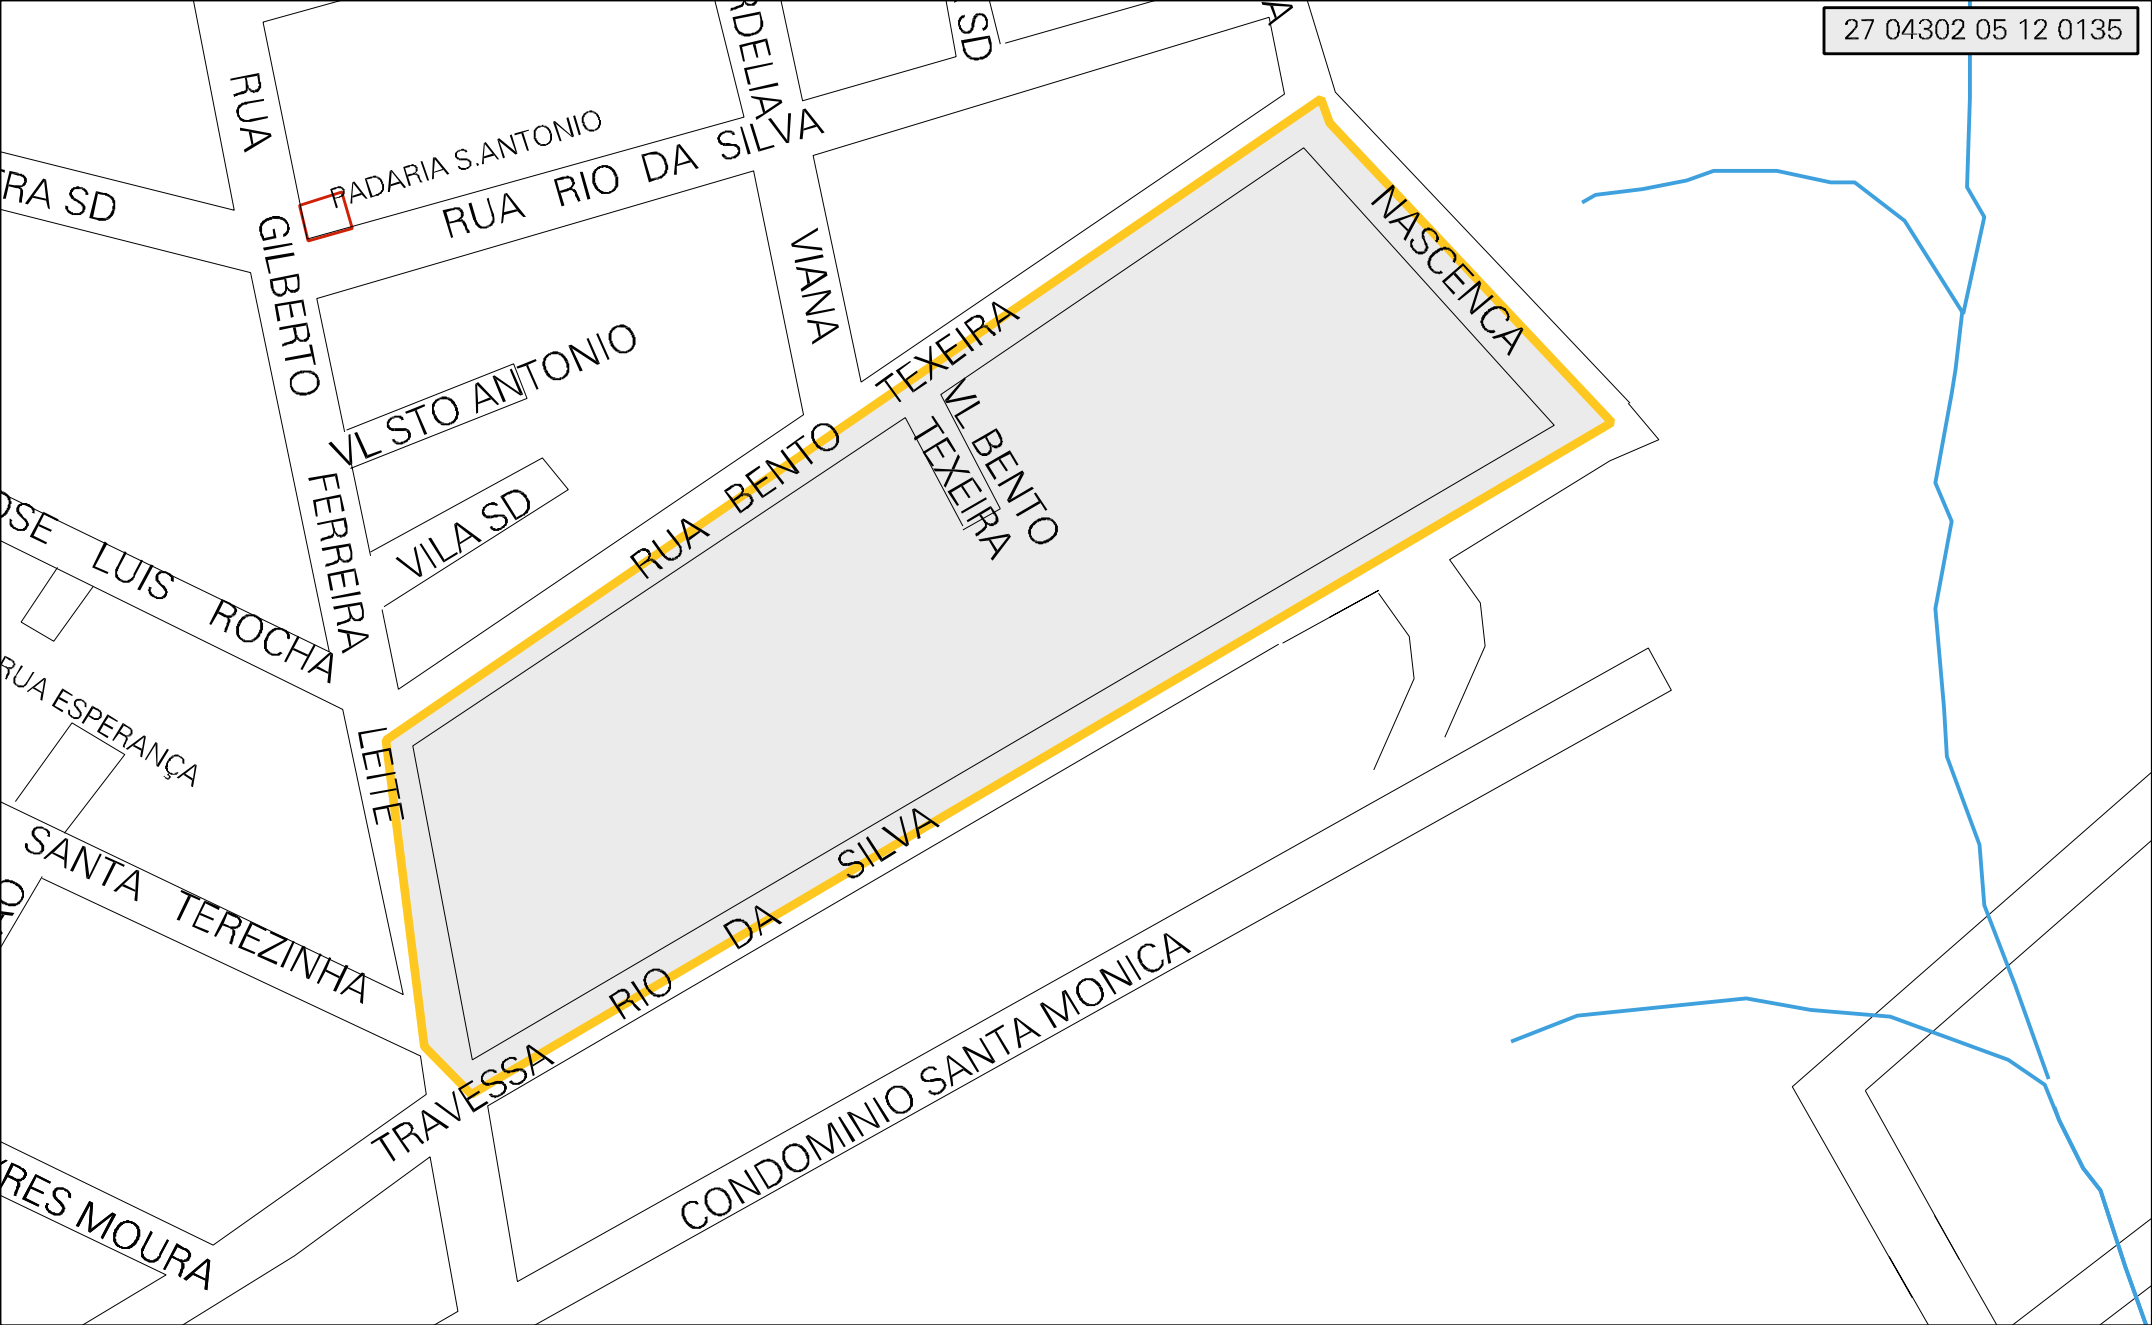 27 04302 05 12 0135
SD
RUA GILBERTO FERREIRA LEITE
PADARIA S.ANTONIO
RUA RIO DA SILVA
SD
VIANA
NASCENCA
VL STO ANTONIO
VILA SD
RUA BENTO TEXEIRA
VL BENTO
TEXEIRA
LUIS ROCHA
RUA ESPERANÇA
SANTA TEREZINHA
TRAVESSA RIO DA SILVA
CONDOMINIO SANTA MONICA
MOURA